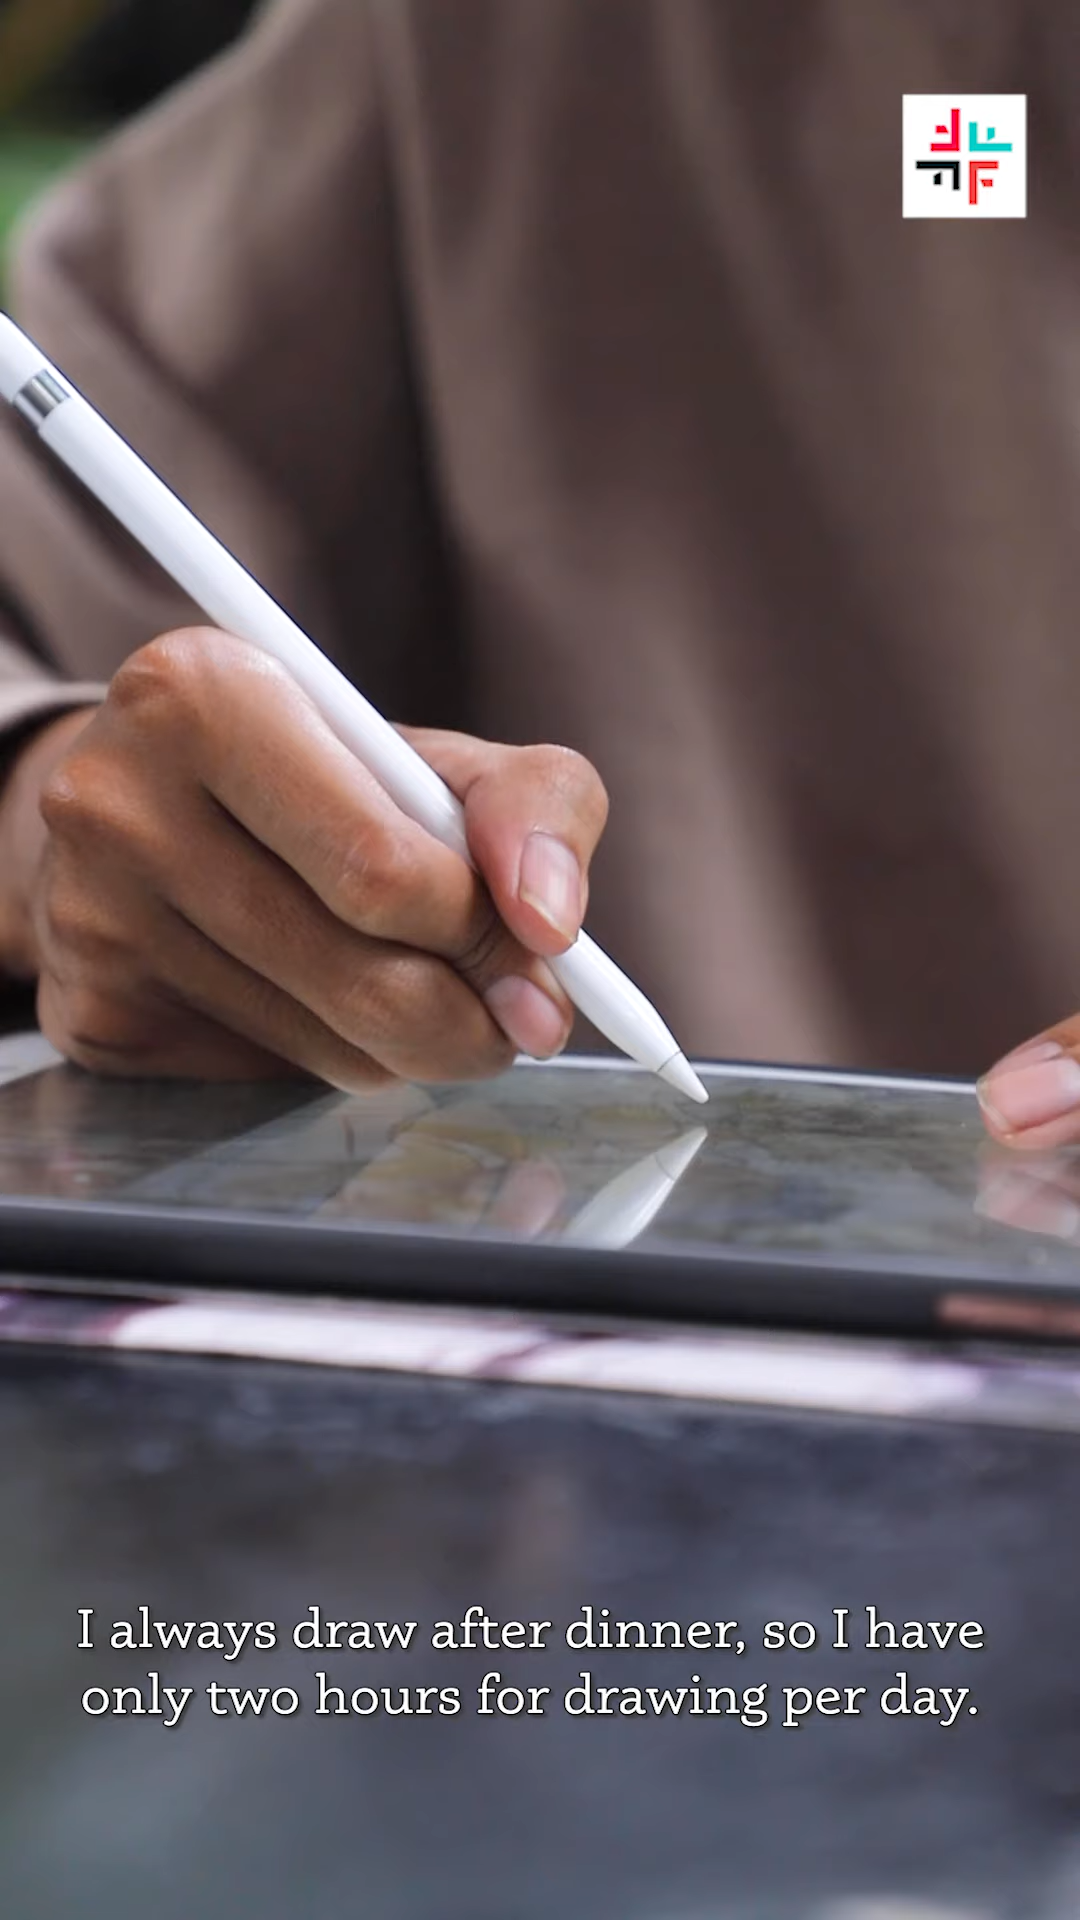 I always draw after dinner, so I have
only two hours for drawing per day.